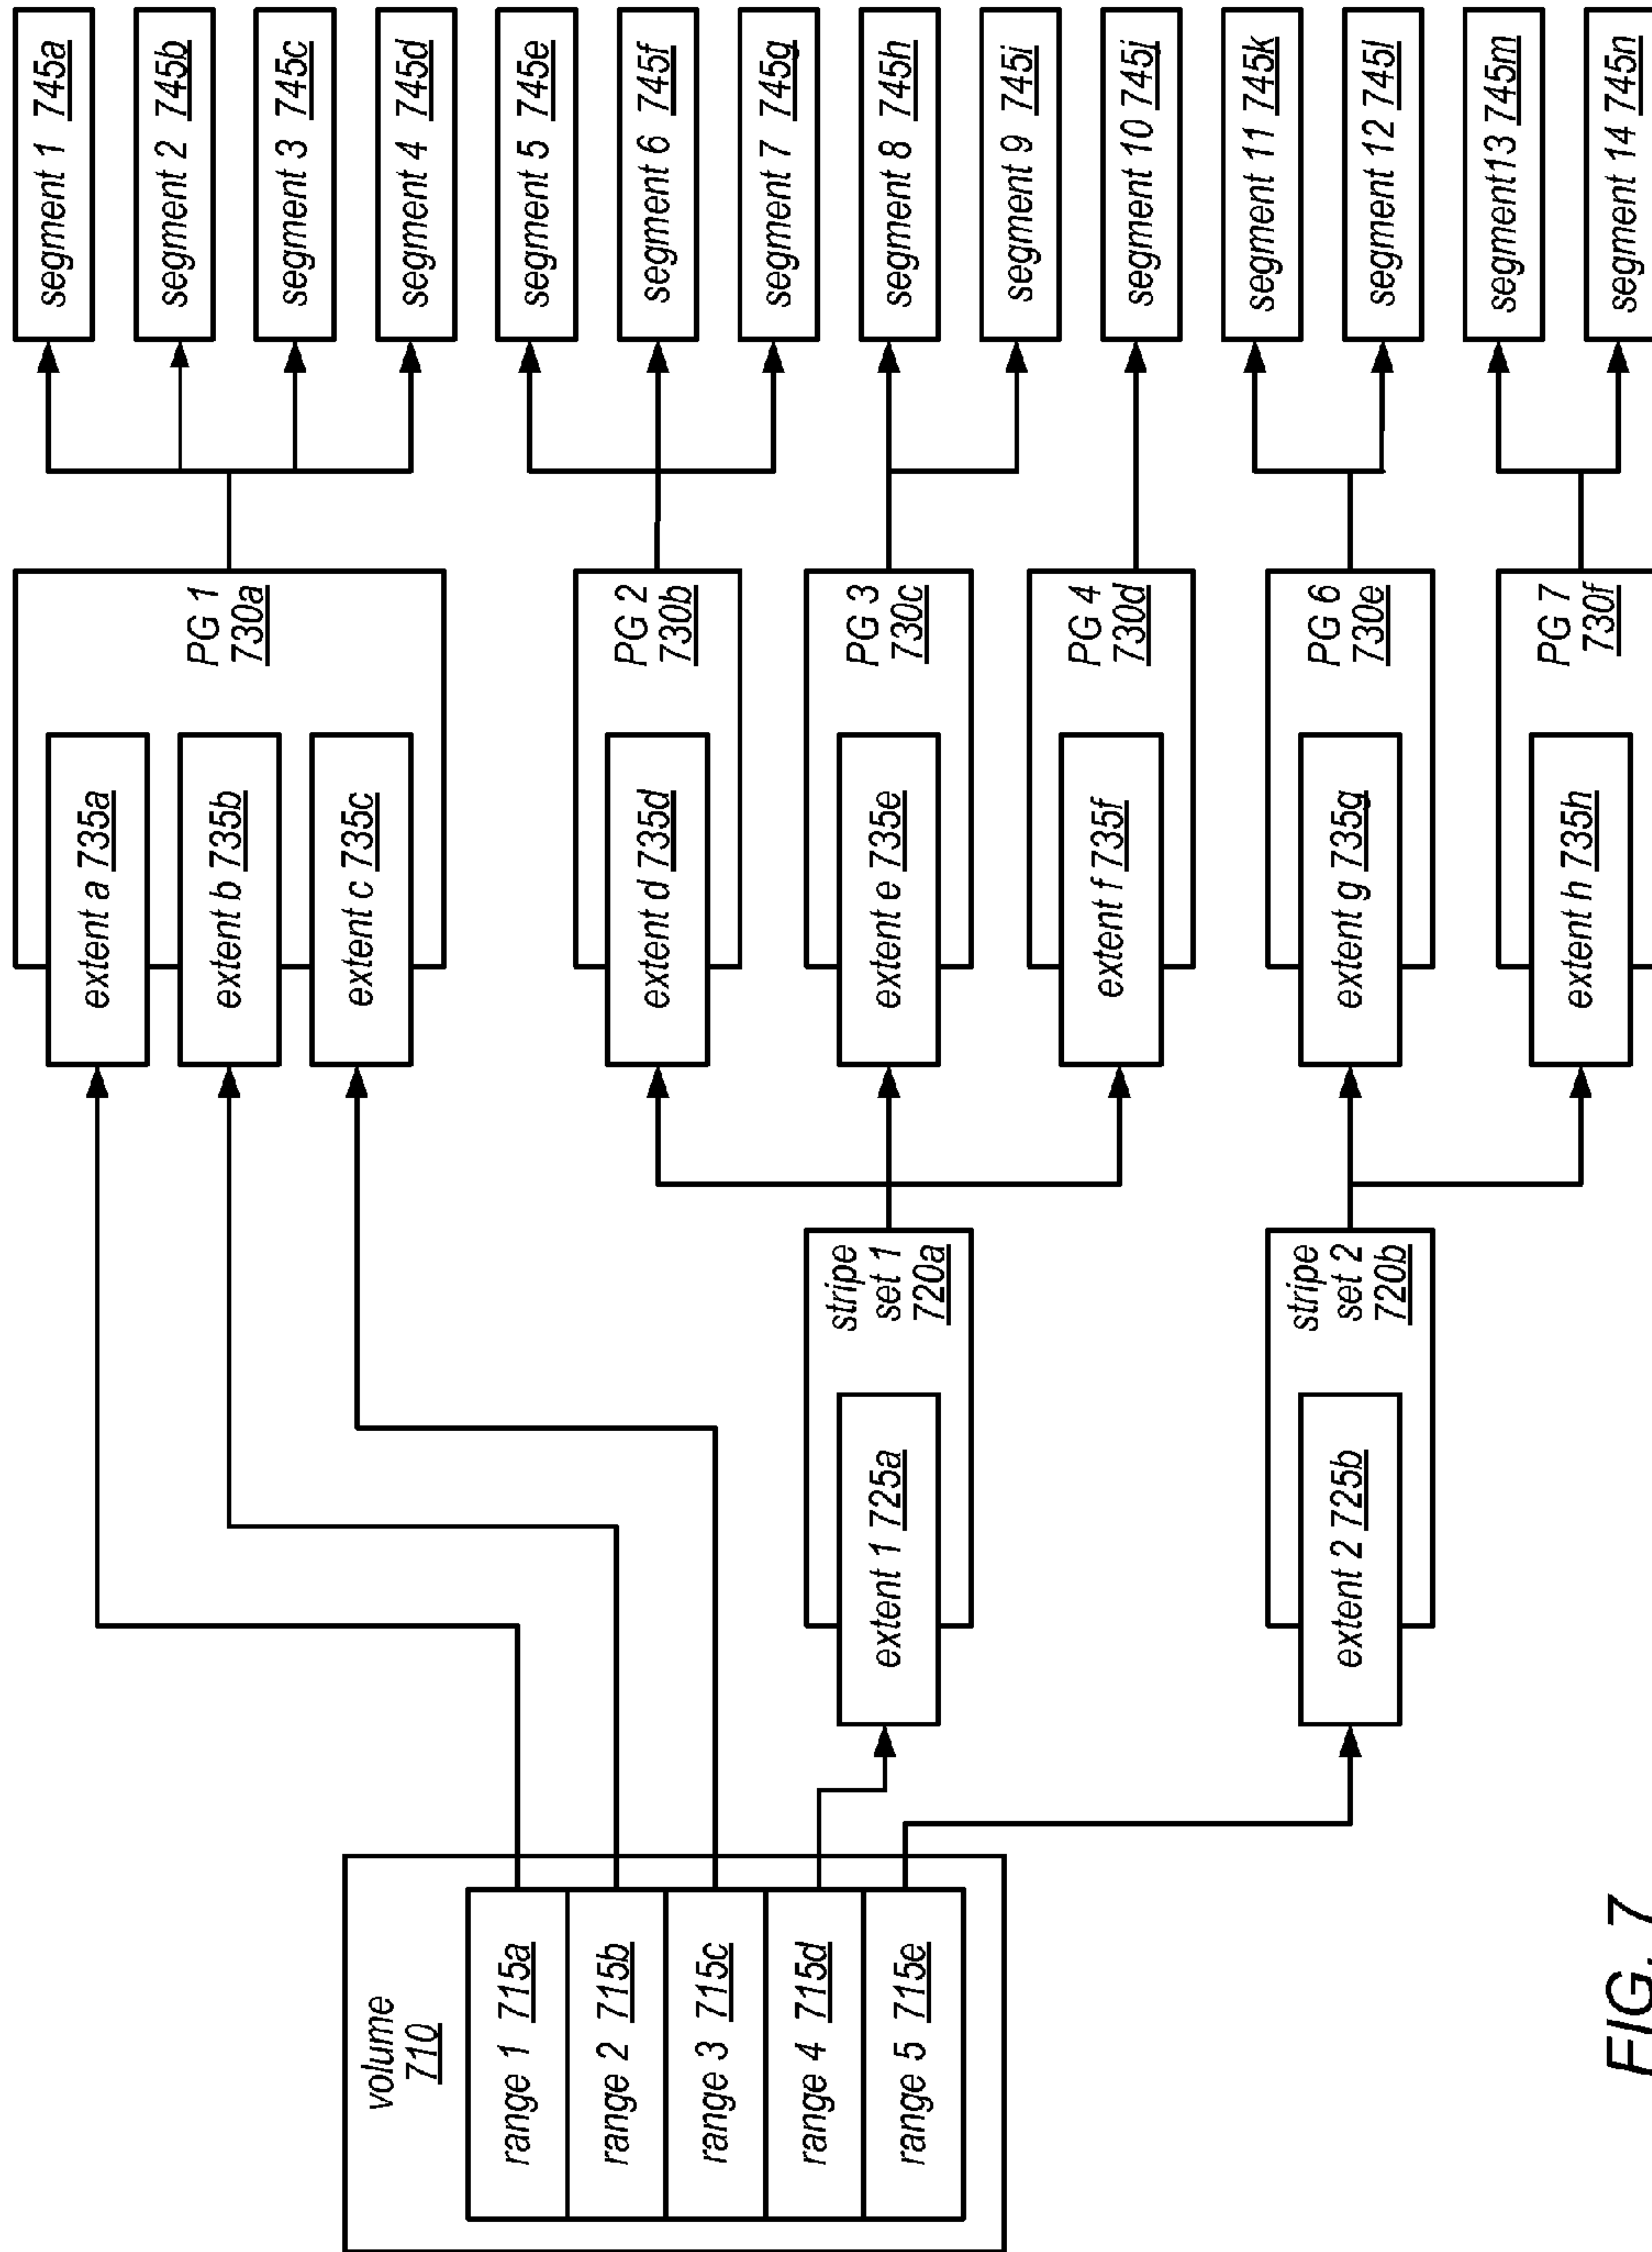 volume
710
range 1 715a
range 2 715b
range 3 715c
range 4 715d
range 5 715e
extent 1 725a
stripe
set 1
720a
extent 2 725b
stripe
set 2
720b
extent a 735a
extent b 735b
extent c 735c
PG 1
730a
extent d 735d
PG 2
730b
extent e 735e
PG 3
730c
extent f 735f
PG 4
730d
extent g 735g
PG 6
730e
extent h 735h
PG 7
730f
segment 1 745a
segment 2 745b
segment 3 745c
segment 4 745d
segment 5 745e
segment 6 745f
segment 7 745g
segment 8 745h
segment 9 745i
segment 10 745j
segment 11 745k
segment 12 745l
segment13 745m
segment 14 745n
FIG. 7